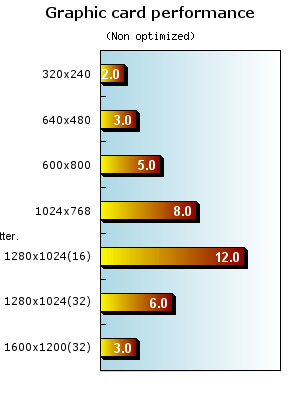 Graphic card performance
(Non optimized)
320x240 2.0
640x480 3.0
600x800 5.0
1024x768 8.0
tter.
1280x1024(16) 12.0
1280x1024(32) 6.0
1600x1200(32) 3.0